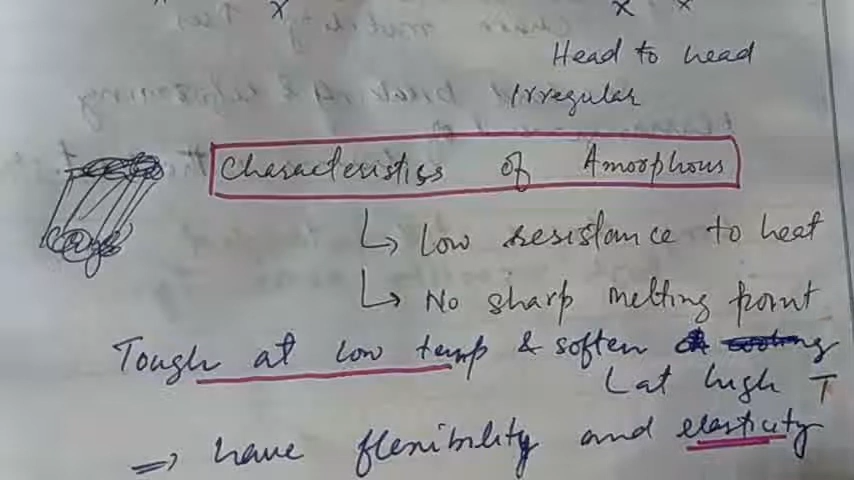 x x x
Head to head
Irregular
Characteristics of Amorphous
↳ Low resistance to heat
↳ No sharp melting point
Tough at low temp & soften
↳ at high T
⇒ have flexibility and elasticity